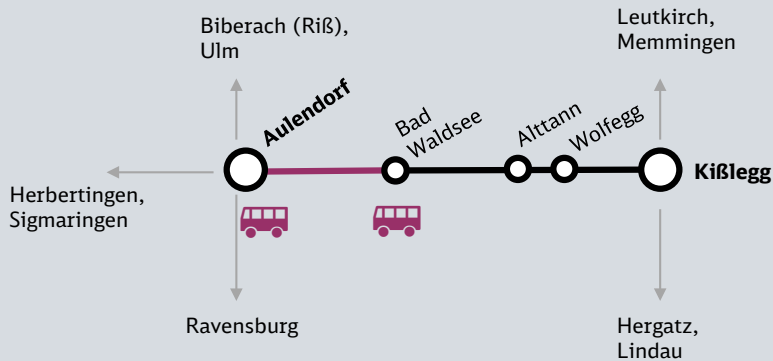 Biberach (Riß),
Ulm
Leutkirch,
Memmingen
Aulendorf
Bad
Waldsee
Alttann
Wolfegg
Kißlegg
Herbertingen,
Sigmaringen
Ravensburg
Hergatz,
Lindau